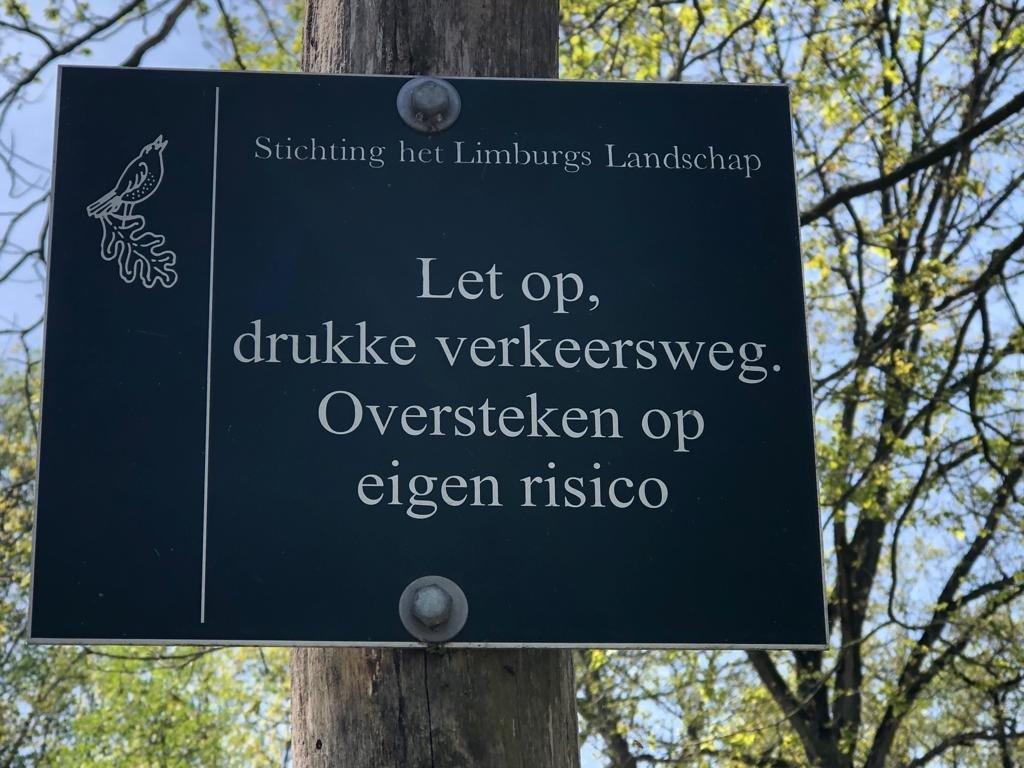 Stichting het Limburgs Landschap
Let op,
drukke verkeersweg.
Oversteken op
eigen risico